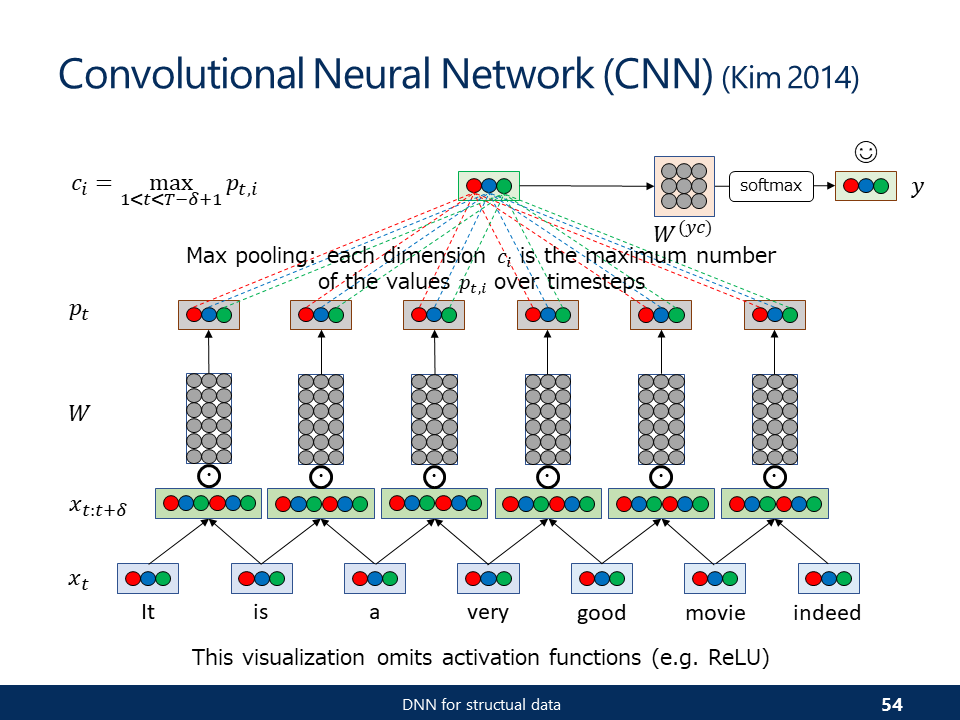 Convolutional Neural Network (CNN) (Kim 2014)
☺
c_i = max_{1<t<T−δ+1} p_{t,i}
softmax
y
W^{(yc)}
Max pooling: each dimension c_i is the maximum number
of the values p_{t,i} over timesteps
p_t
W
x_{t:t+δ}
x_t
It is a very good movie indeed
This visualization omits activation functions (e.g. ReLU)
DNN for structual data 54